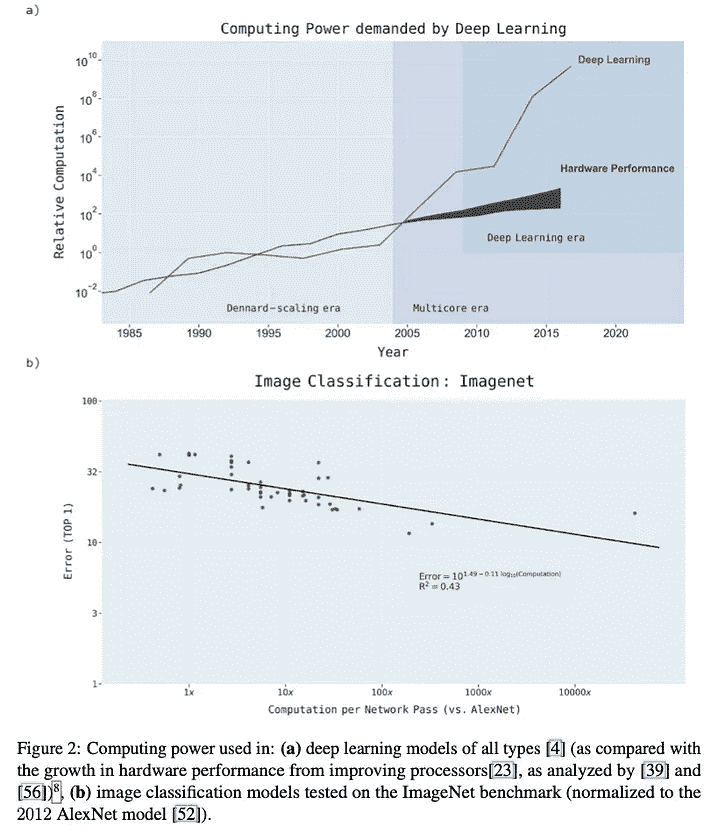 a)
Computing Power demanded by Deep Learning
10^10
10^8
10^6
10^4
10^2
10^0
10^-2
Relative Computation
Deep Learning
Hardware Performance
Deep Learning era
Dennard-scaling era
Multicore era
1985 1990 1995 2000 2005 2010 2015 2020
Year
b)
Image Classification: Imagenet
100
32
10
3
1
Error (TOP 1)
Error = 10^1.49 − 0.11 log10(Computation)
R² = 0.43
1x 10x 100x 1000x 10000x
Computation per Network Pass (vs. AlexNet)
Figure 2: Computing power used in: (a) deep learning models of all types [4] (as compared with
the growth in hardware performance from improving processors[23], as analyzed by [39] and
[56])8, (b) image classification models tested on the ImageNet benchmark (normalized to the
2012 AlexNet model [52]).